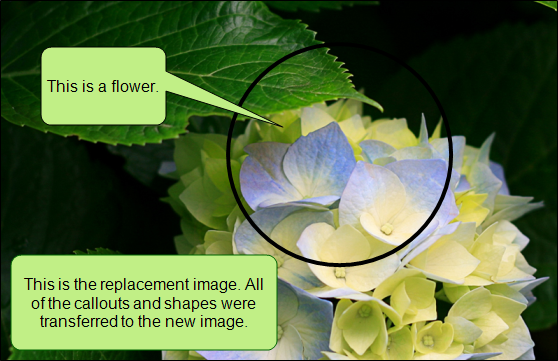 This is a flower.
This is the replacement image. All
of the callouts and shapes were
transferred to the new image.